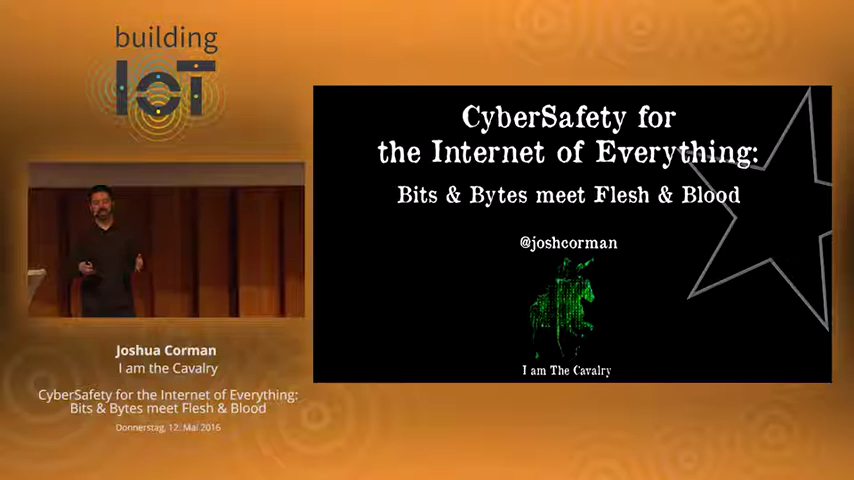 building
IoT
CyberSafety for
the Internet of Everything:
Bits & Bytes meet Flesh & Blood
@joshcorman
I am The Cavalry
Joshua Corman
I am the Cavalry
CyberSafety for the Internet of Everything:
Bits & Bytes meet Flesh & Blood
Donnerstag, 12. Mai 2016